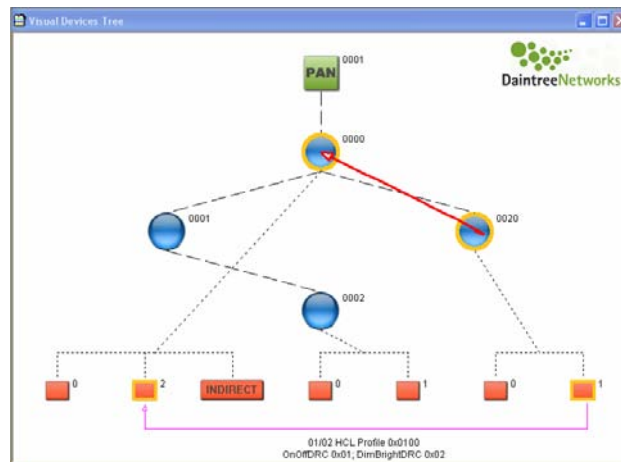 Visual Devices Tree
PAN
0001
DaintreeNetworks
0000
0001
0020
0002
0
2
INDIRECT
0
1
0
1
01/02 HCL Profile 0x0100
OnOffDRC 0x01; DimBrightDRC 0x02